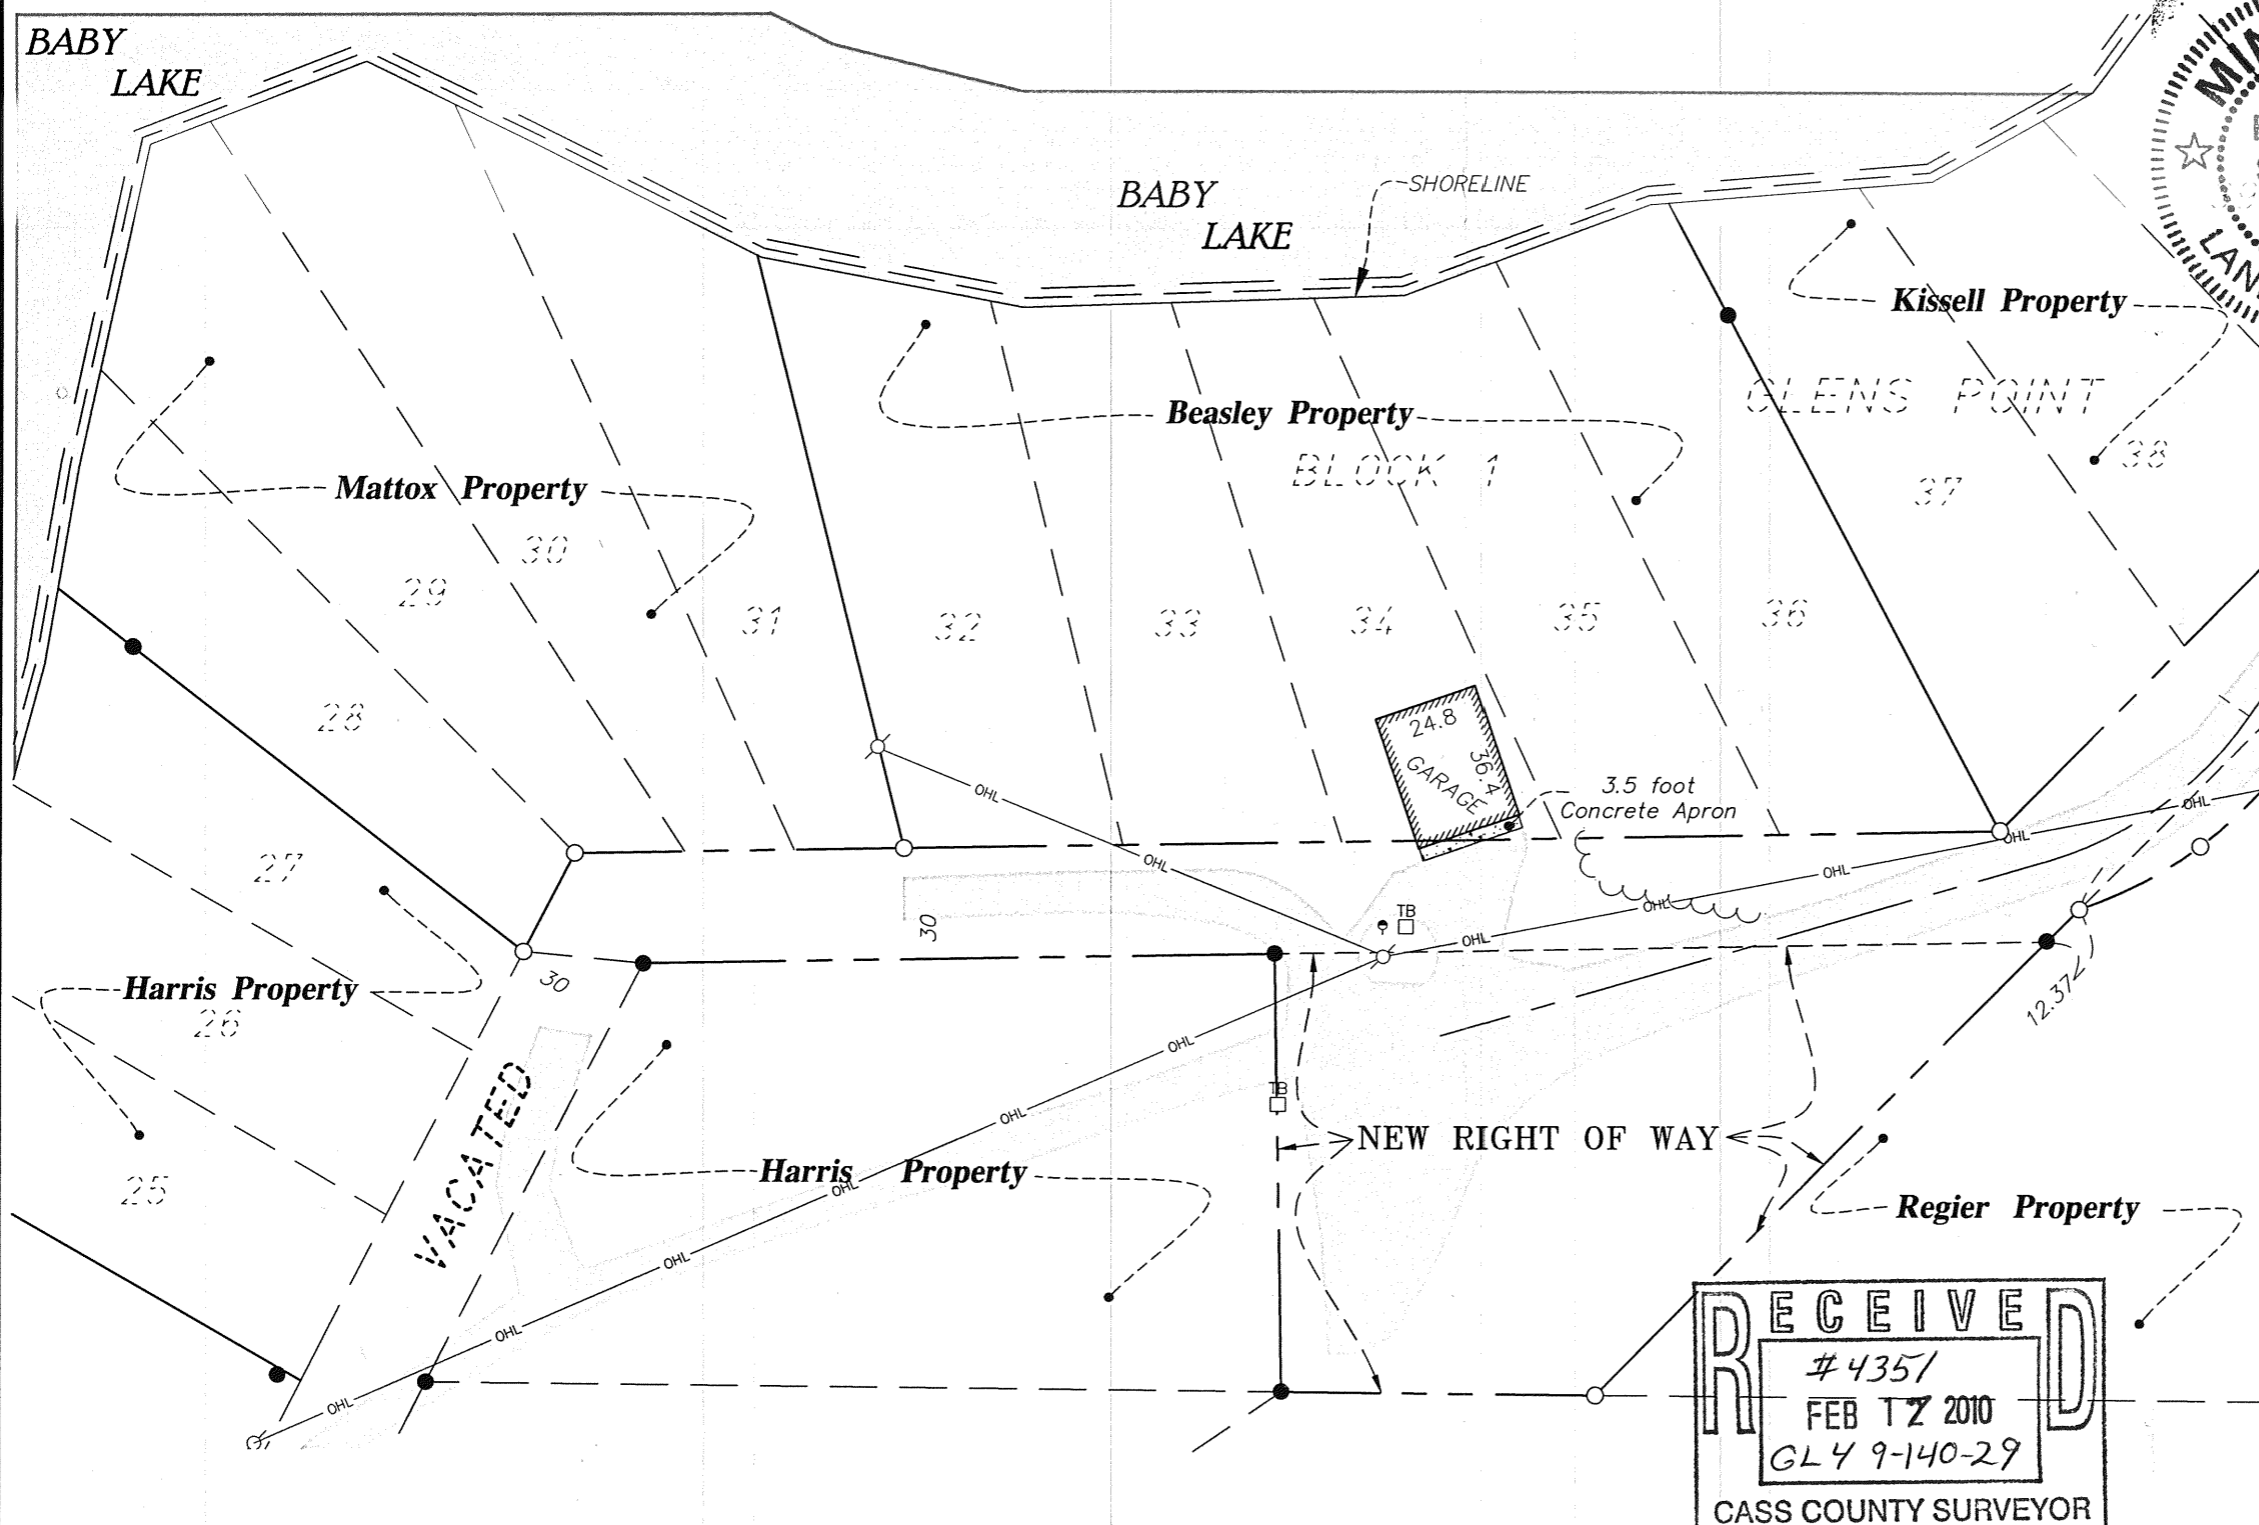 BABY
LAKE
BABY
LAKE
SHORELINE
MIN
LAN
Kissell Property
GLENS POINT
Beasley Property
BLOCK 1
38
37
Mattox Property
30
29
31
32
33
34
35
36
28
24.8
36.4
GARAGE
3.5 foot
Concrete Apron
OHL
OHL
OHL
OHL
OHL
OHL
OHL
27
30
TB
Harris Property
26
30
12.37
OHL
TB
VACATED
OHL
NEW RIGHT OF WAY
Harris Property
OHL
25
Regier Property
OHL
OHL
OHL
RECEIVED
#4351
FEB 12 2010
GL4 9-140-29
CASS COUNTY SURVEYOR